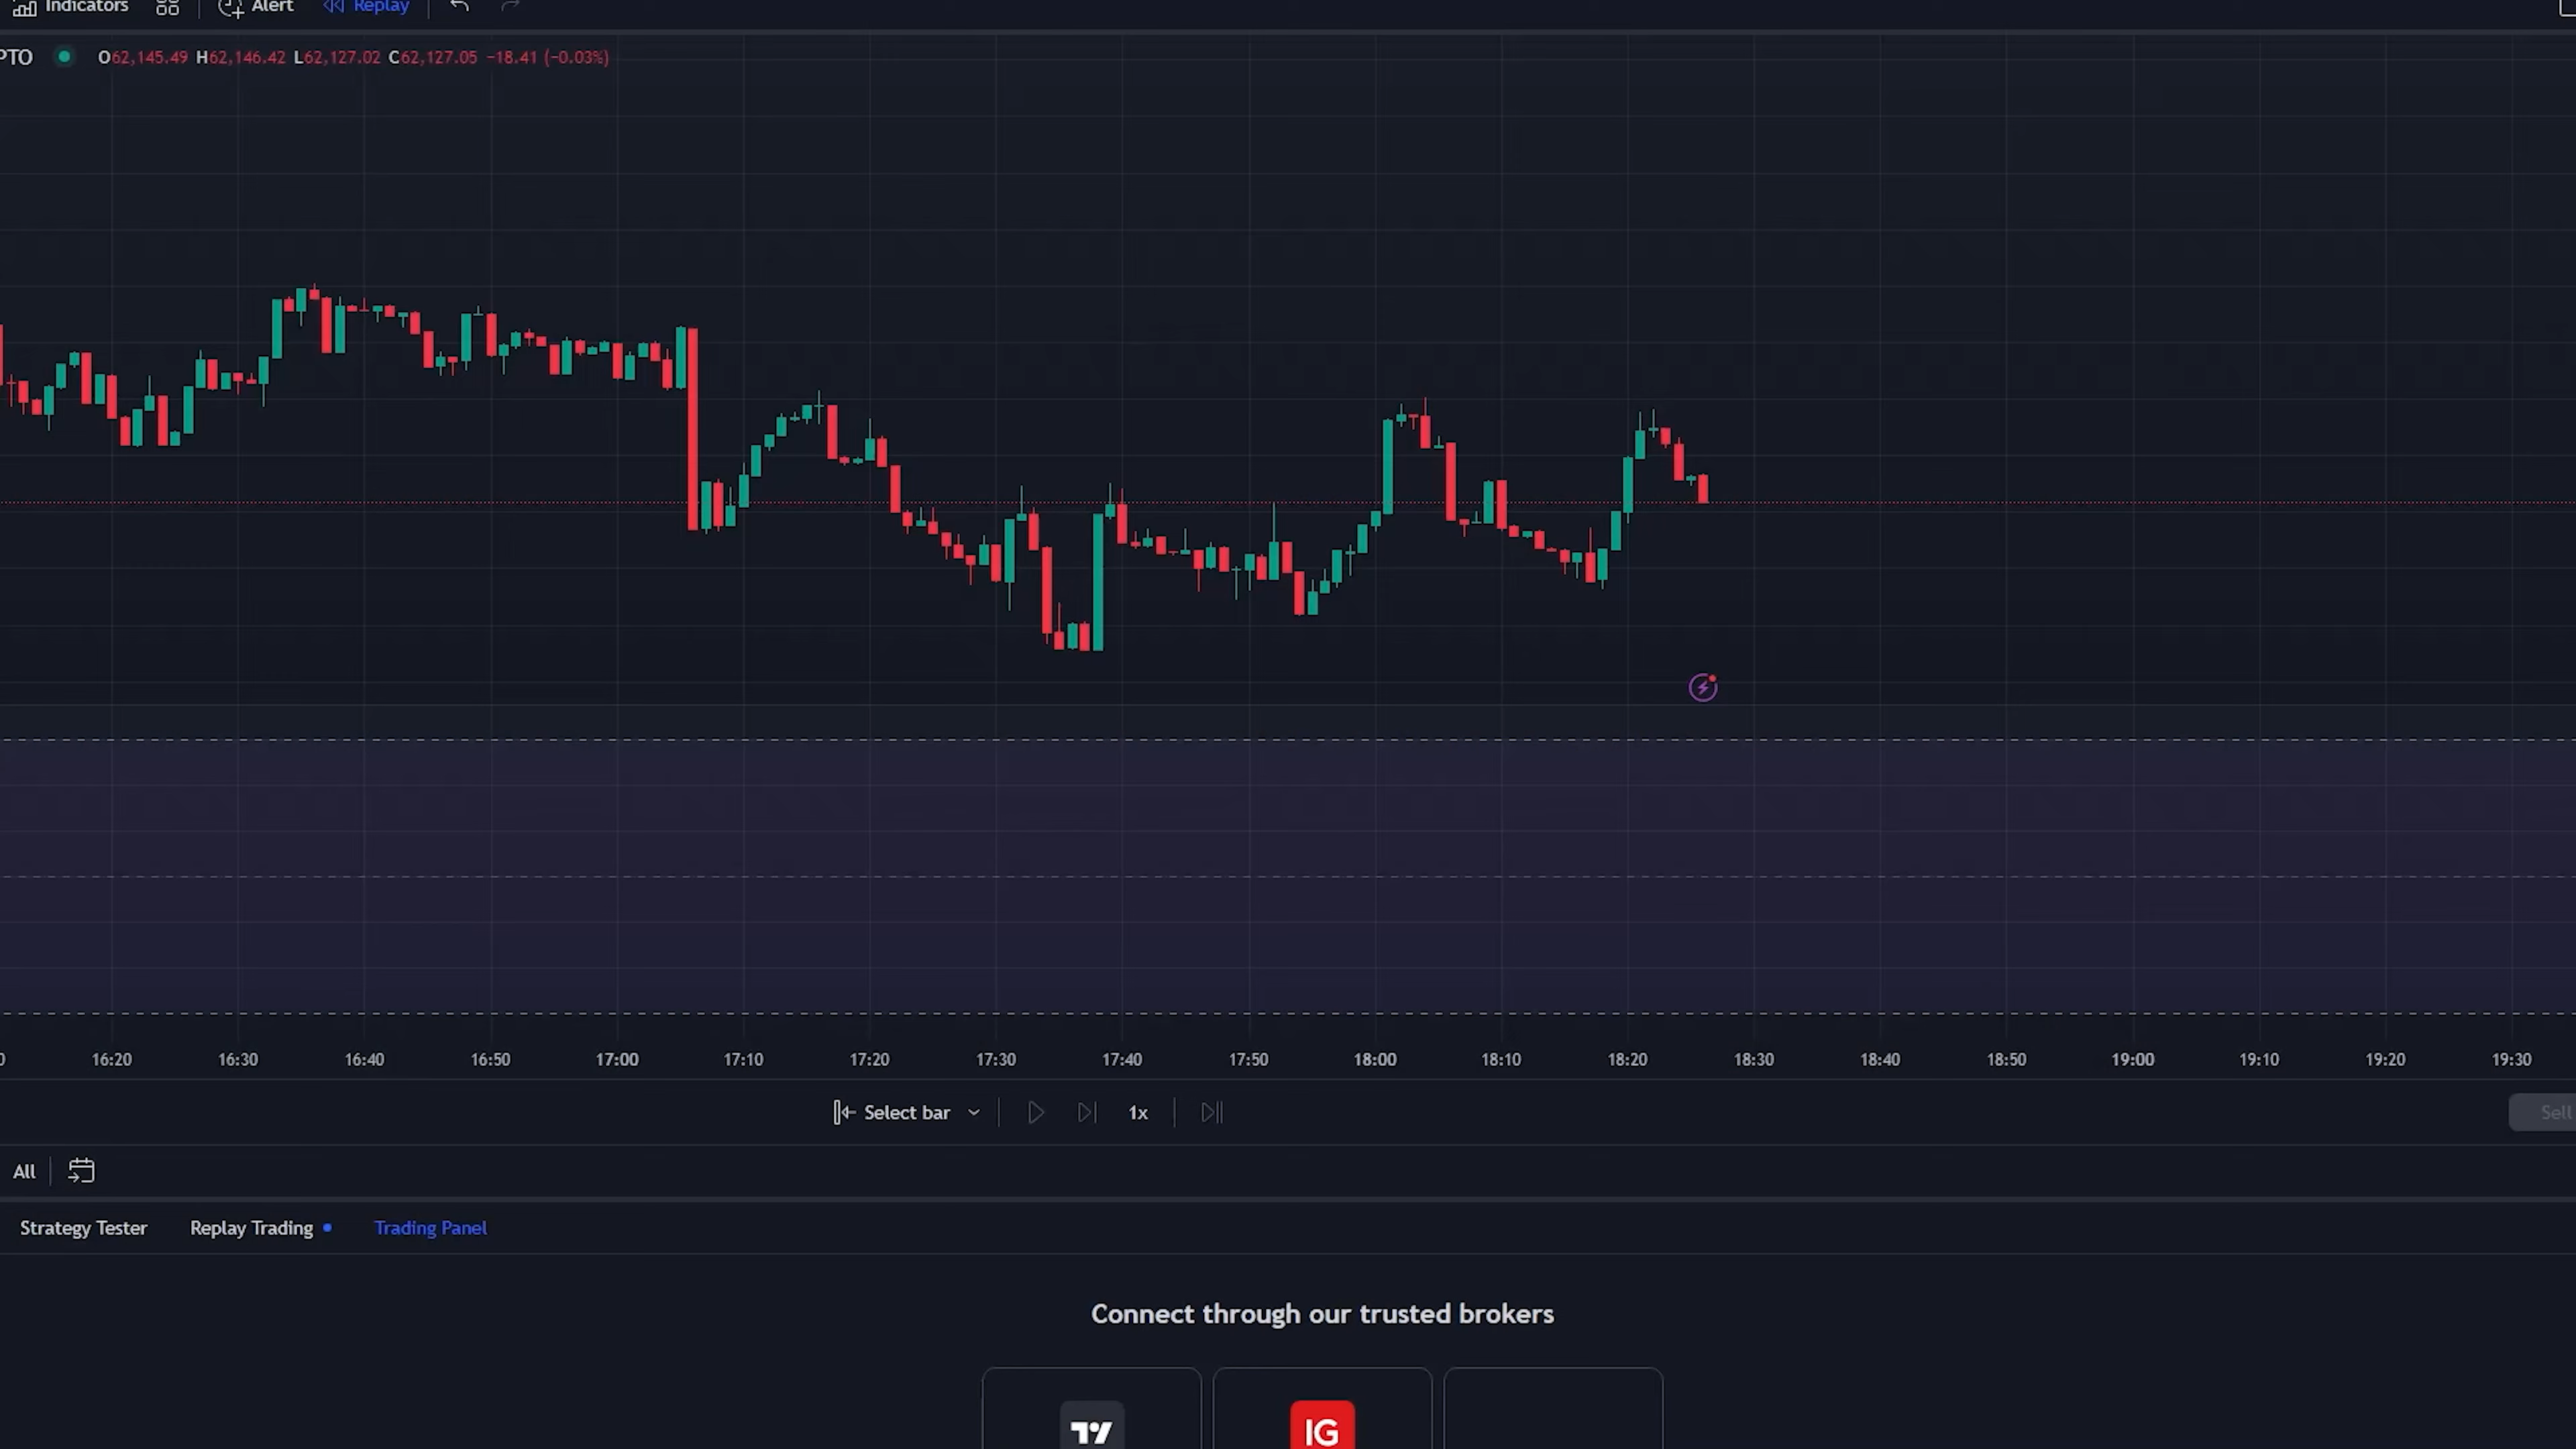 Indicators Alert Replay
PTO O62,145.49 H62,146.42 L62,127.02 C62,127.05 −18.41 (−0.03%)
0 16:20 16:30 16:40 16:50 17:00 17:10 17:20 17:30 17:40 17:50 18:00 18:10 18:20 18:30 18:40 18:50 19:00 19:10 19:20 19:30
Select bar 1x Sell
All
Strategy Tester Replay Trading Trading Panel
Connect through our trusted brokers
IG